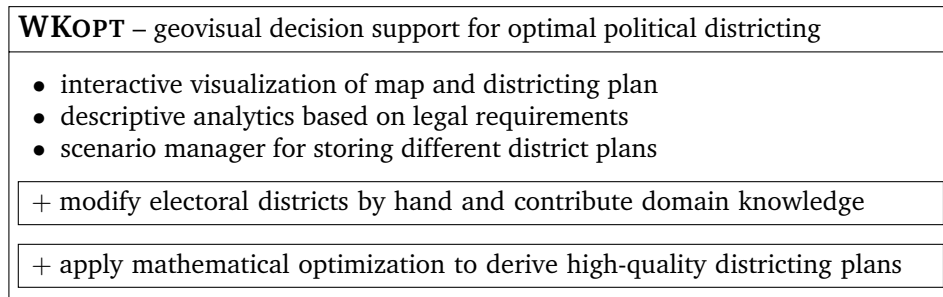 WKOPT – geovisual decision support for optimal political districting
• interactive visualization of map and districting plan
• descriptive analytics based on legal requirements
• scenario manager for storing different district plans
+ modify electoral districts by hand and contribute domain knowledge
+ apply mathematical optimization to derive high-quality districting plans